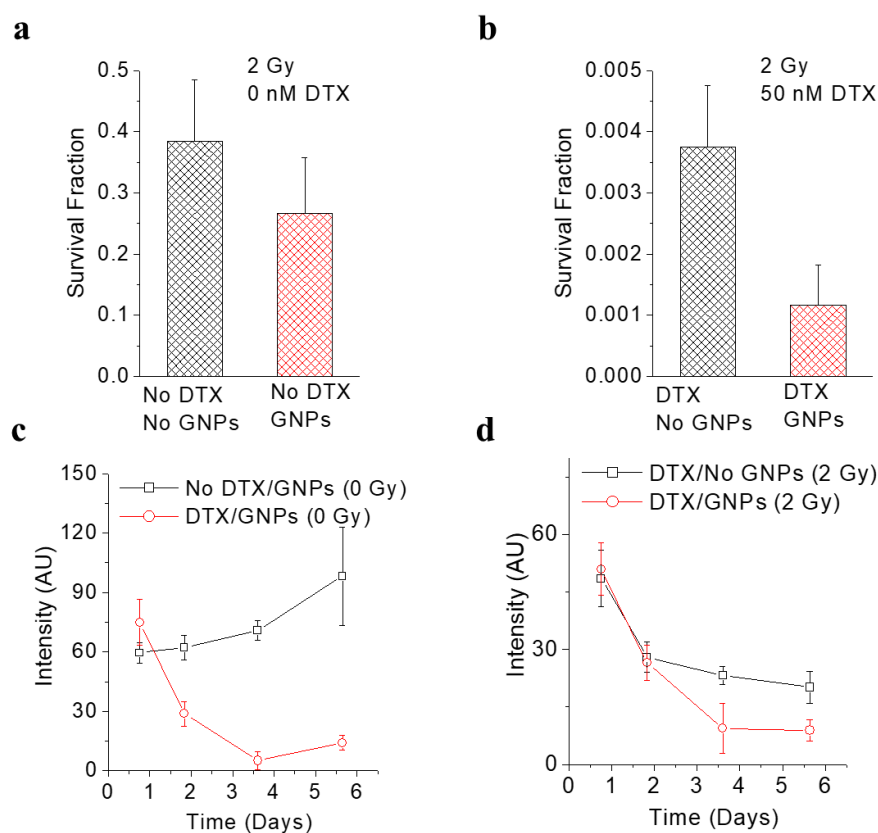 a
2 Gy
0 nM DTX
0.5
0.4
0.3
0.2
0.1
0.0
Survival Fraction
No DTX
No GNPs
No DTX
GNPs
b
2 Gy
50 nM DTX
0.005
0.004
0.003
0.002
0.001
0.000
Survival Fraction
DTX
No GNPs
DTX
GNPs
c
150
120
90
60
30
0
Intensity (AU)
No DTX/GNPs (0 Gy)
DTX/GNPs (0 Gy)
0 1 2 3 4 5 6
Time (Days)
d
60
30
0
Intensity (AU)
DTX/No GNPs (2 Gy)
DTX/GNPs (2 Gy)
0 1 2 3 4 5 6
Time (Days)